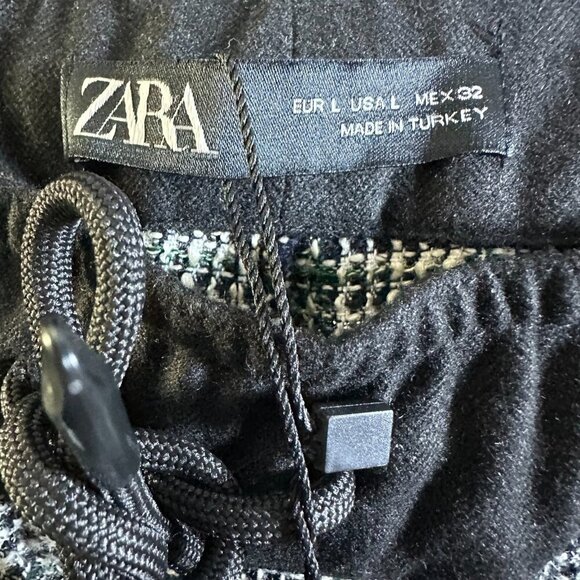 ZARA
EUR L USA L MEX 32
MADE IN TURKEY